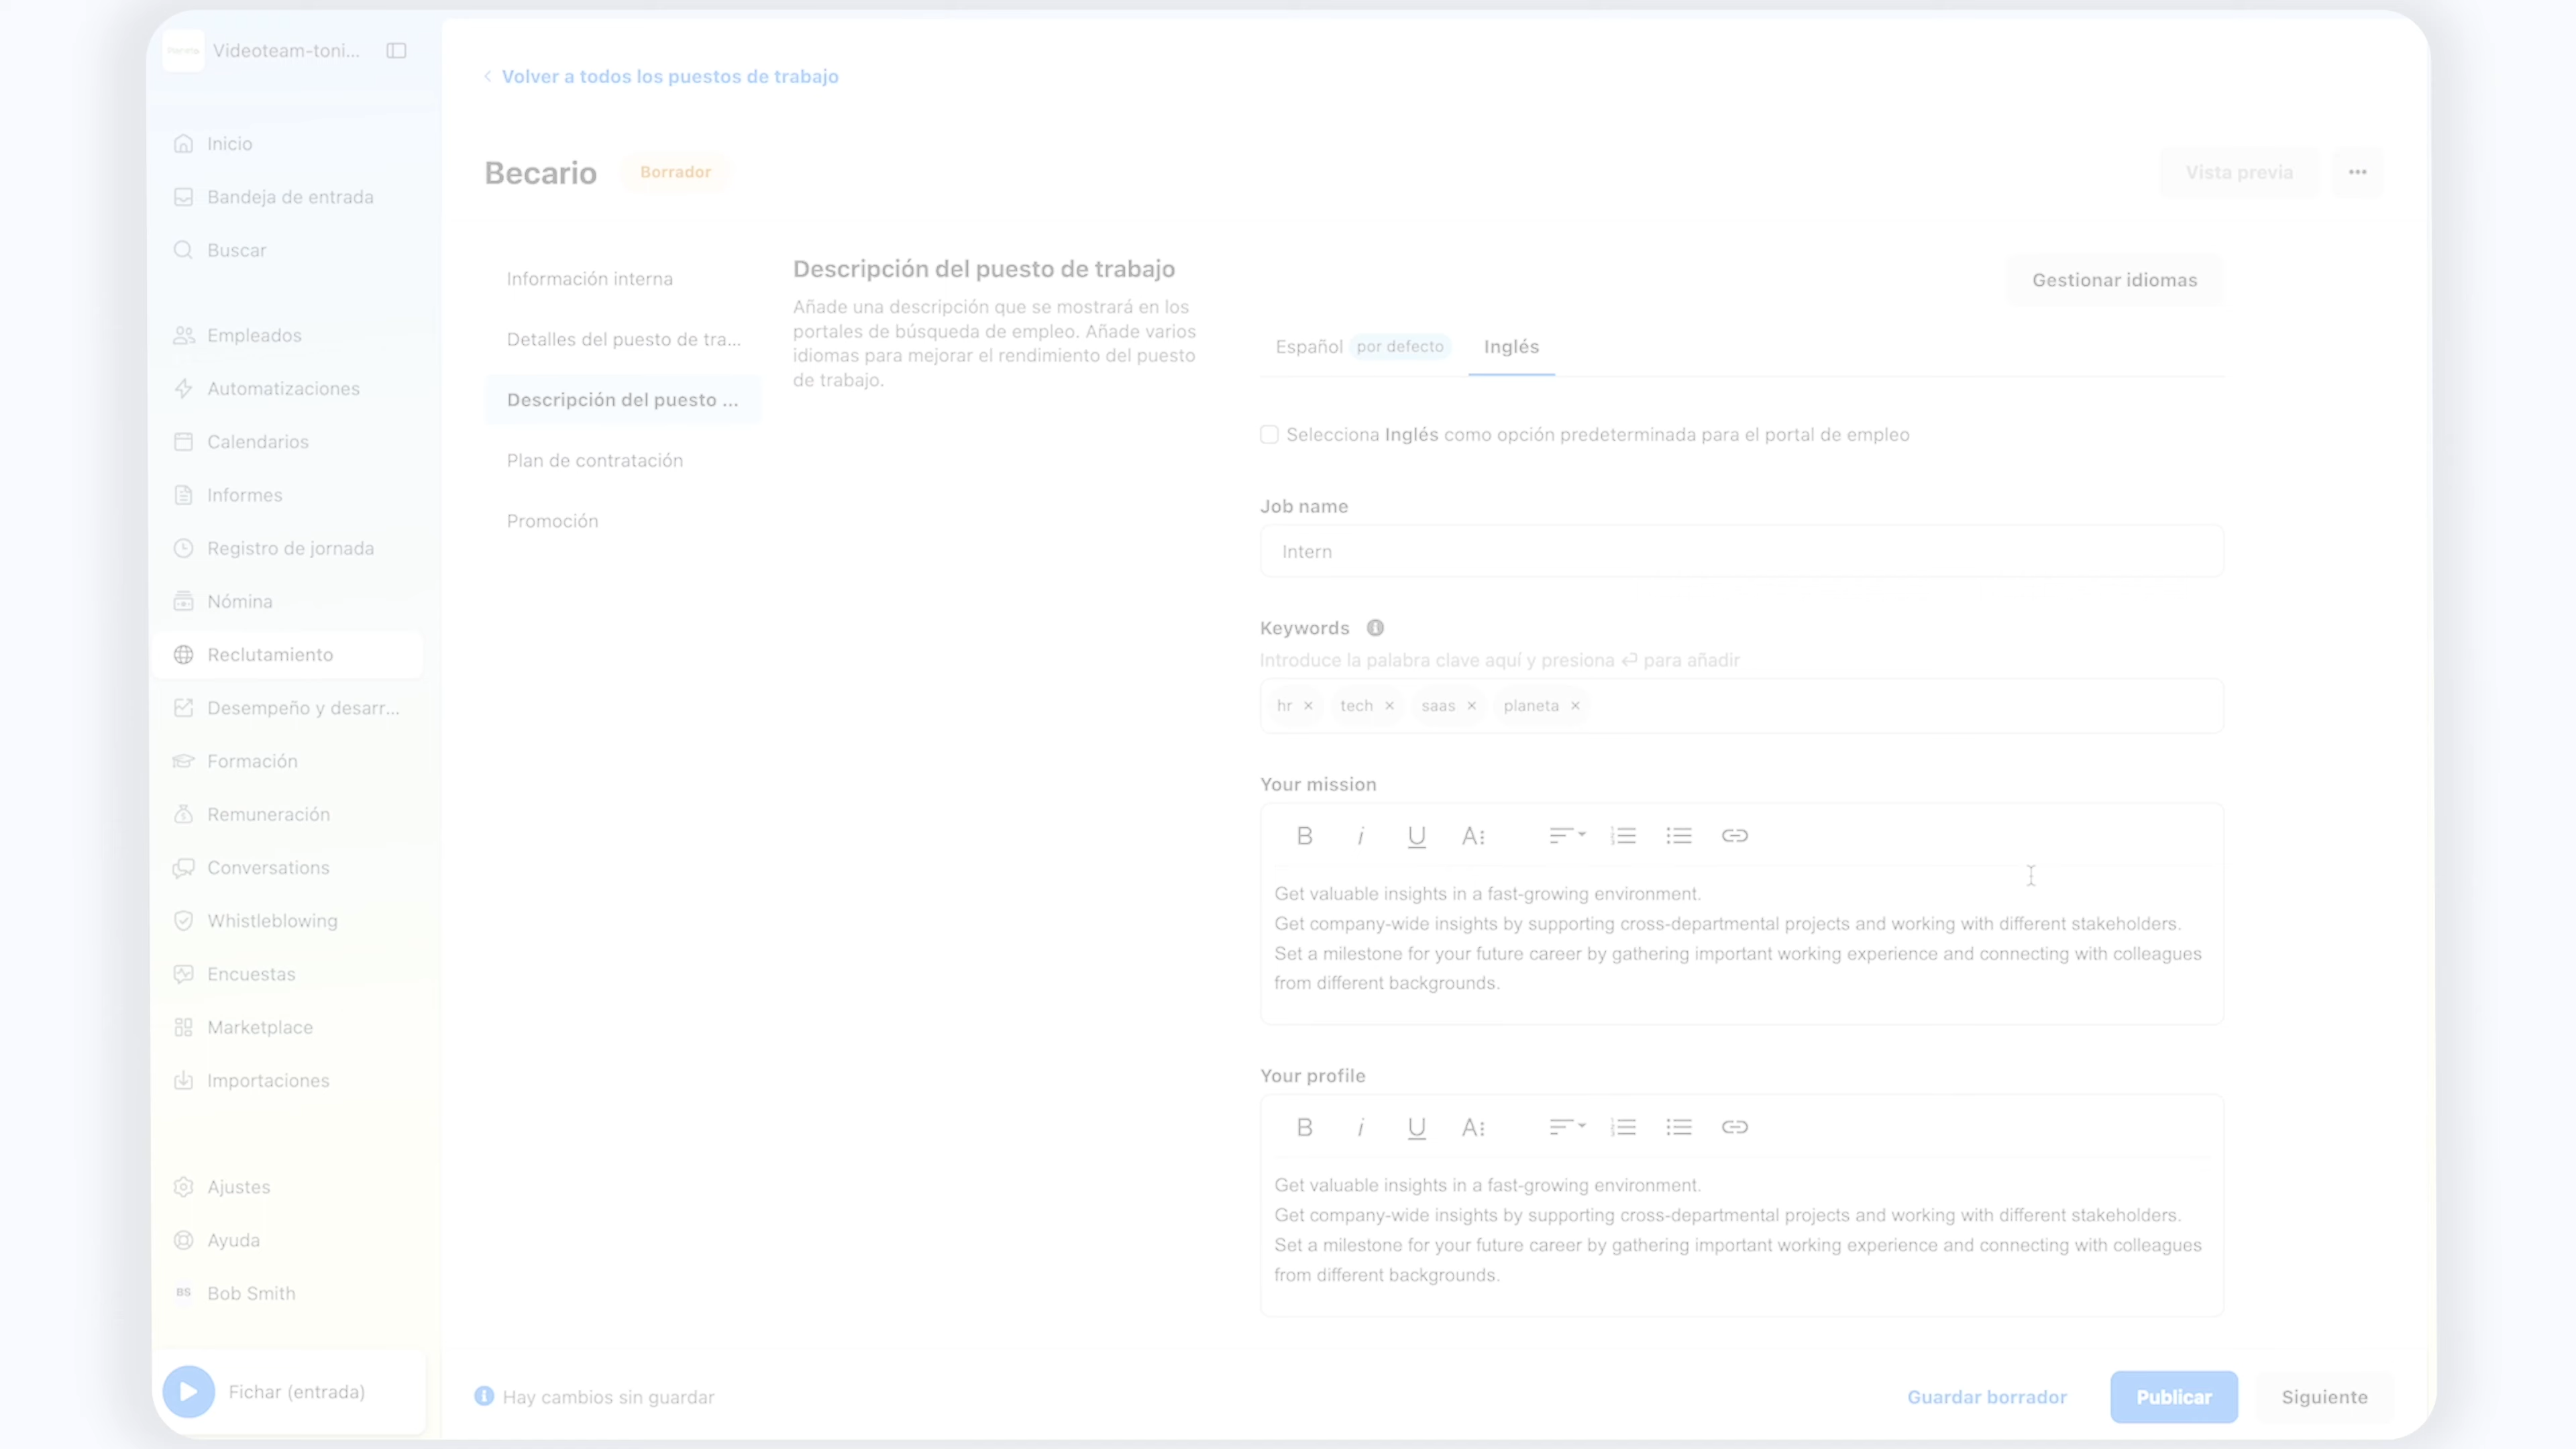 Videoteam-toni...
Inicio
Bandeja de entrada
Buscar
Empleados
Automatizaciones
Calendarios
Informes
Registro de jornada
Nómina
Reclutamiento
Desempeño y desarr...
Formación
Remuneración
Conversations
Whistleblowing
Encuestas
Marketplace
Importaciones
Ajustes
Ayuda
BS Bob Smith
Fichar (entrada)
Volver a todos los puestos de trabajo
Becario Borrador
Vista previa
Información interna
Detalles del puesto de tra...
Descripción del puesto ...
Plan de contratación
Promoción
Descripción del puesto de trabajo
Añade una descripción que se mostrará en los
portales de búsqueda de empleo. Añade varios
idiomas para mejorar el rendimiento del puesto
de trabajo.
Gestionar idiomas
Español por defecto Inglés
Selecciona Inglés como opción predeterminada para el portal de empleo
Job name
Intern
Keywords
Introduce la palabra clave aquí y presiona ⏎ para añadir
hr × tech × saas × planeta ×
Your mission
B i U A
Get valuable insights in a fast-growing environment.
Get company-wide insights by supporting cross-departmental projects and working with different stakeholders.
Set a milestone for your future career by gathering important working experience and connecting with colleagues
from different backgrounds.
Your profile
B i U A
Get valuable insights in a fast-growing environment.
Get company-wide insights by supporting cross-departmental projects and working with different stakeholders.
Set a milestone for your future career by gathering important working experience and connecting with colleagues
from different backgrounds.
Hay cambios sin guardar
Guardar borrador
Publicar
Siguiente